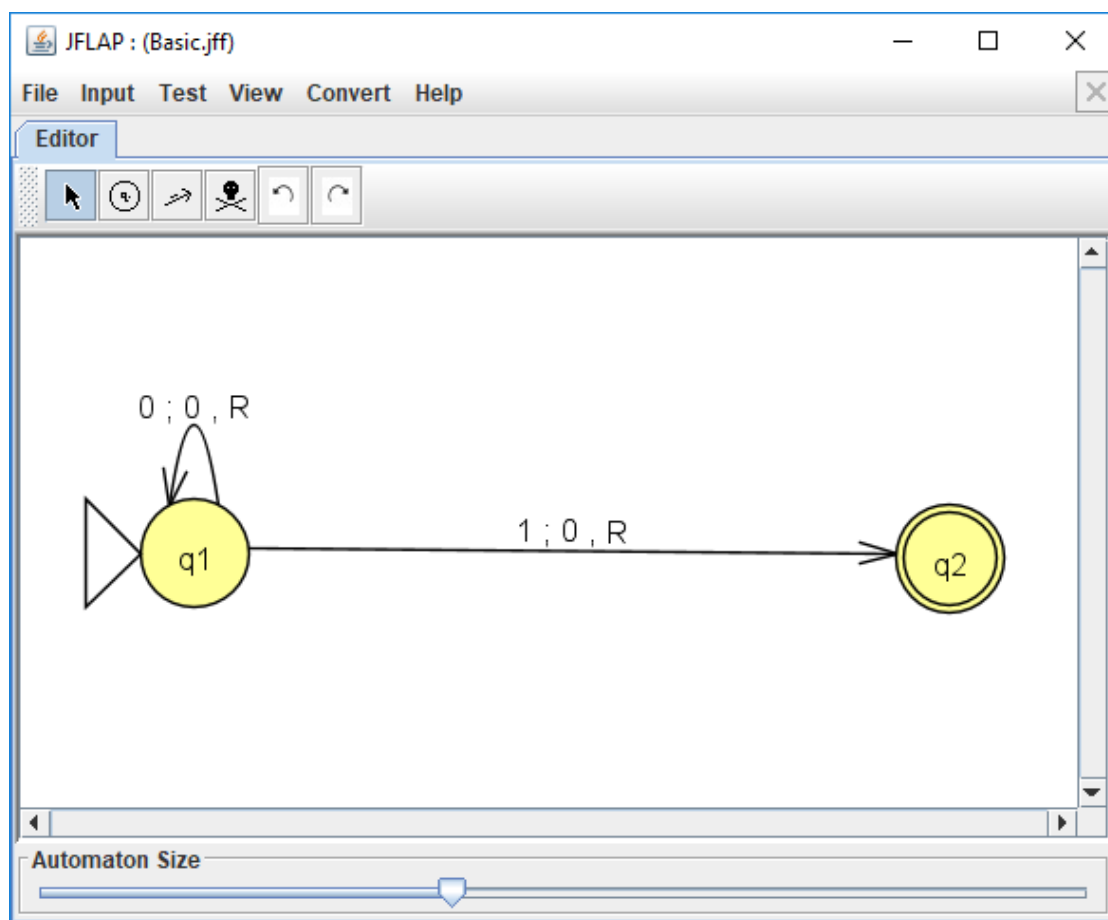 JFLAP : (Basic.jff)
File Input Test View Convert Help
Editor
q
0 ; 0 , R
1 ; 0 , R
q1
q2
Automaton Size